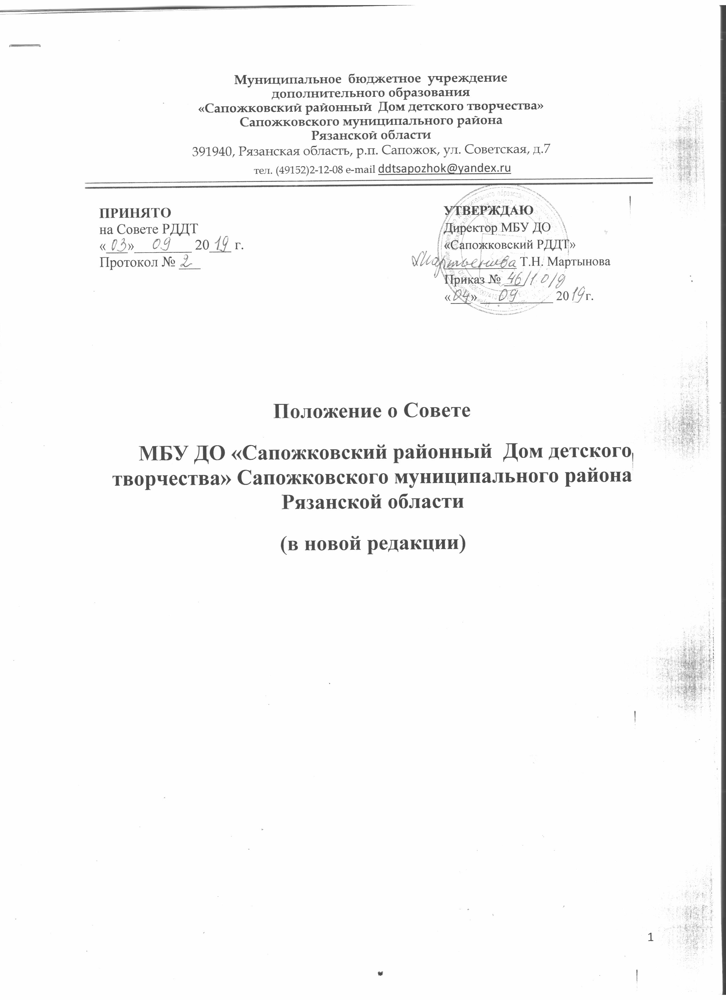 Муниципальное бюджетное учреждение
дополнительного образования
«Сапожковский районный Дом детского творчества»
Сапожковского муниципального района
Рязанской области
391940, Рязанская область, р.п. Сапожок, ул. Советская, д.7
тел. (49152)2-12-08 e-mail ddtsapozhok@yandex.ru
ПРИНЯТО
на Совете РДДТ
«03» 09 2019 г.
Протокол № 2
УТВЕРЖДАЮ
Директор МБУ ДО
«Сапожковский РДДТ»
Т.Н. Мартынова
Приказ № 46/1 0/9
«04» 09 2019г.
Положение о Совете
МБУ ДО «Сапожковский районный Дом детского
творчества» Сапожковского муниципального района
Рязанской области
(в новой редакции)
1